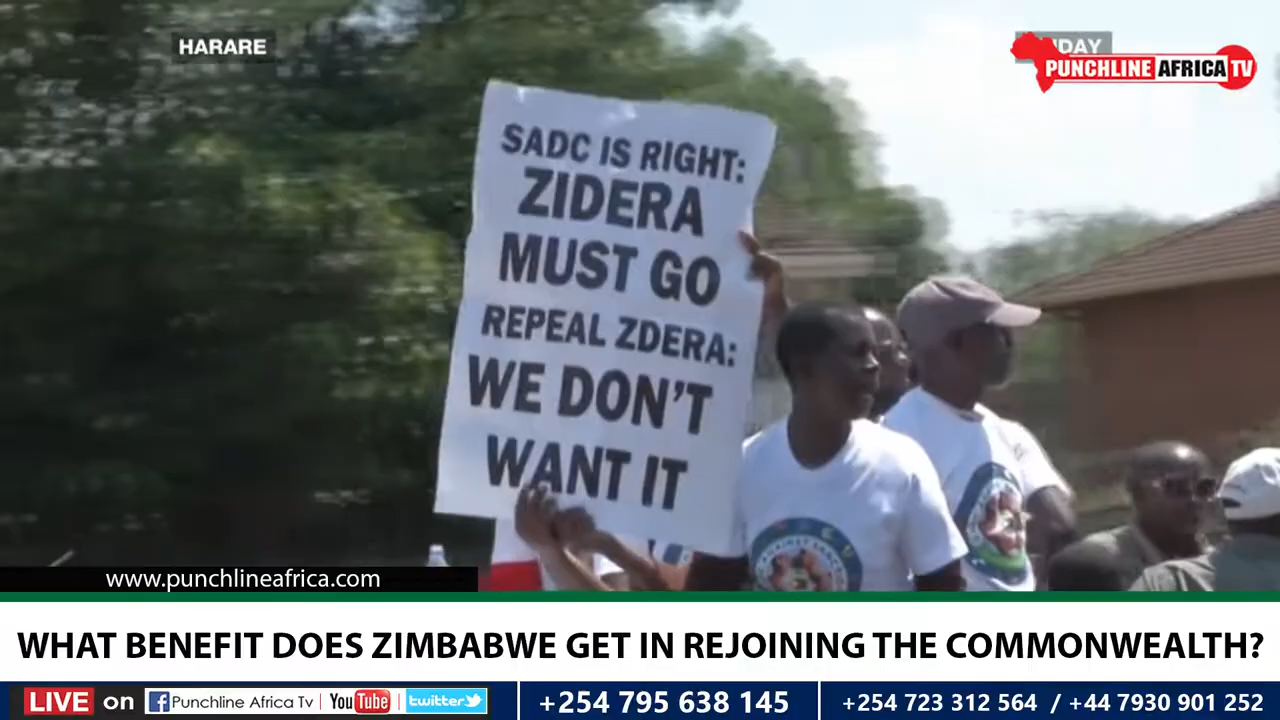 HARARE
PUNCHLINE AFRICA TV
SADC IS RIGHT:
ZIDERA
MUST GO
REPEAL ZDERA:
WE DON'T
WANT IT
www.punchlineafrica.com
WHAT BENEFIT DOES ZIMBABWE GET IN REJOINING THE COMMONWEALTH?
LIVE on Punchline Africa Tv | YouTube | twitter
+254 795 638 145
+254 723 312 564 / +44 7930 901 252